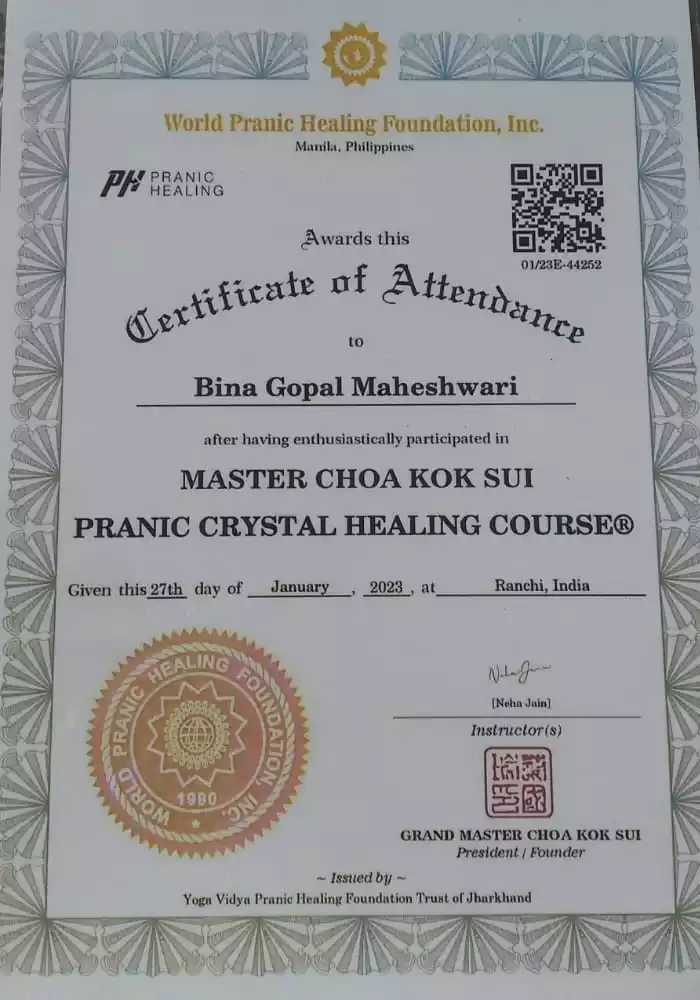 World Pranic Healing Foundation, Inc.
Manila, Philippines
PH PRANIC
HEALING
01/23E-44252
Awards this
Certificate of Attendance
to
Bina Gopal Maheshwari
after having enthusiastically participated in
MASTER CHOA KOK SUI
PRANIC CRYSTAL HEALING COURSE®
Given this 27th day of January, 2023, at Ranchi, India
WORLD PRANIC HEALING FOUNDATION, INC.
1980
Neha Jain
[Neha Jain]
Instructor(s)
GRAND MASTER CHOA KOK SUI
President / Founder
~ Issued by ~
Yoga Vidya Pranic Healing Foundation Trust of Jharkhand